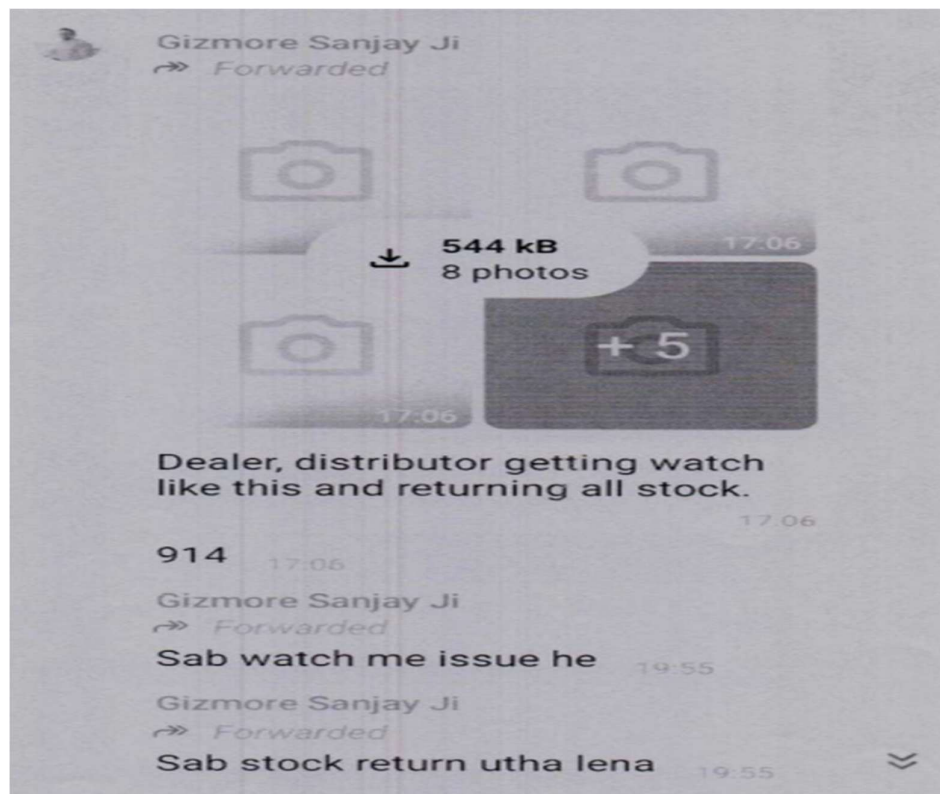 Gizmore Sanjay Ji
Forwarded
17:06
544 kB
8 photos
+ 5
17:06
Dealer, distributor getting watch
like this and returning all stock.
17:06
914 17:06
Gizmore Sanjay Ji
Forwarded
Sab watch me issue he 19:55
Gizmore Sanjay Ji
Forwarded
Sab stock return utha lena 19:55